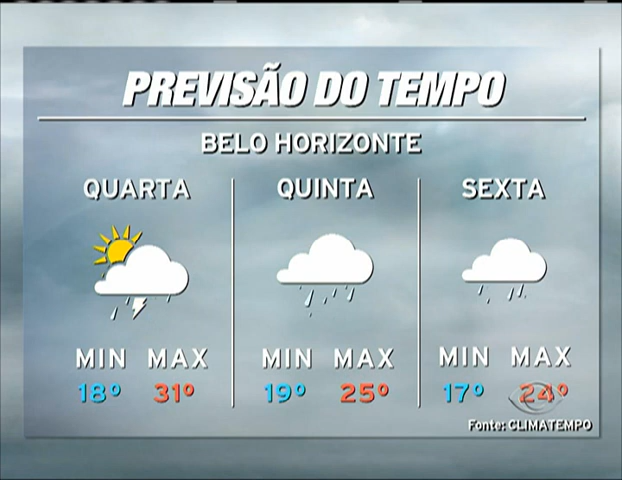 PREVISÃO DO TEMPO
BELO HORIZONTE
QUARTA QUINTA SEXTA
MIN MAX MIN MAX MIN MAX
18º 31º 19º 25º 17º 24º
Fonte: CLIMATEMPO